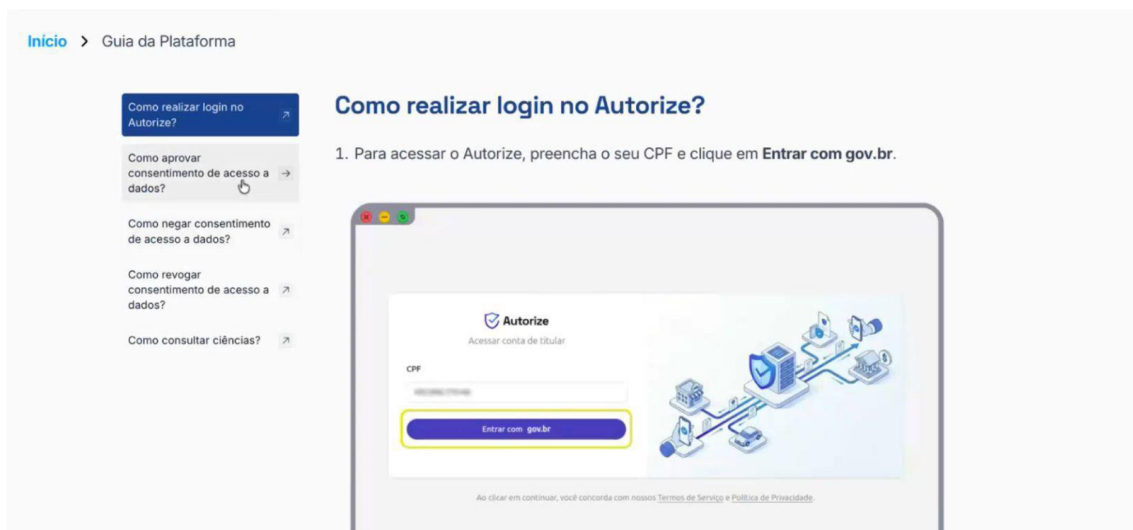 Início > Guia da Plataforma
Como realizar login no
Autorize?
Como aprovar
consentimento de acesso a
dados?
Como negar consentimento
de acesso a dados?
Como revogar
consentimento de acesso a
dados?
Como consultar ciências?
Como realizar login no Autorize?
1. Para acessar o Autorize, preencha o seu CPF e clique em Entrar com gov.br.
Autorize
Acessar conta de titular
CPF
Entrar com gov.br
Ao clicar em continuar, você concorda com nossos Termos de Serviço e Política de Privacidade.